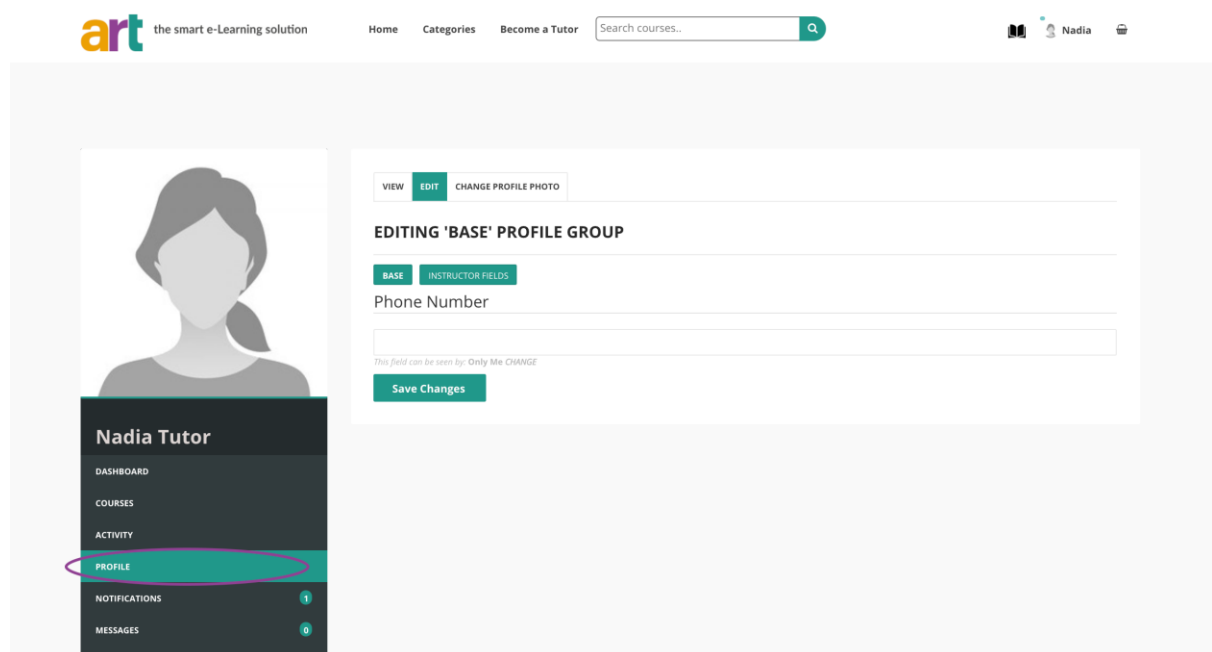 art the smart e-Learning solution Home Categories Become a Tutor Search courses.. Nadia
VIEW EDIT CHANGE PROFILE PHOTO
EDITING 'BASE' PROFILE GROUP
BASE INSTRUCTOR FIELDS
Phone Number
This field can be seen by: Only Me CHANGE
Save Changes
Nadia Tutor
DASHBOARD
COURSES
ACTIVITY
PROFILE
NOTIFICATIONS 1
MESSAGES 0